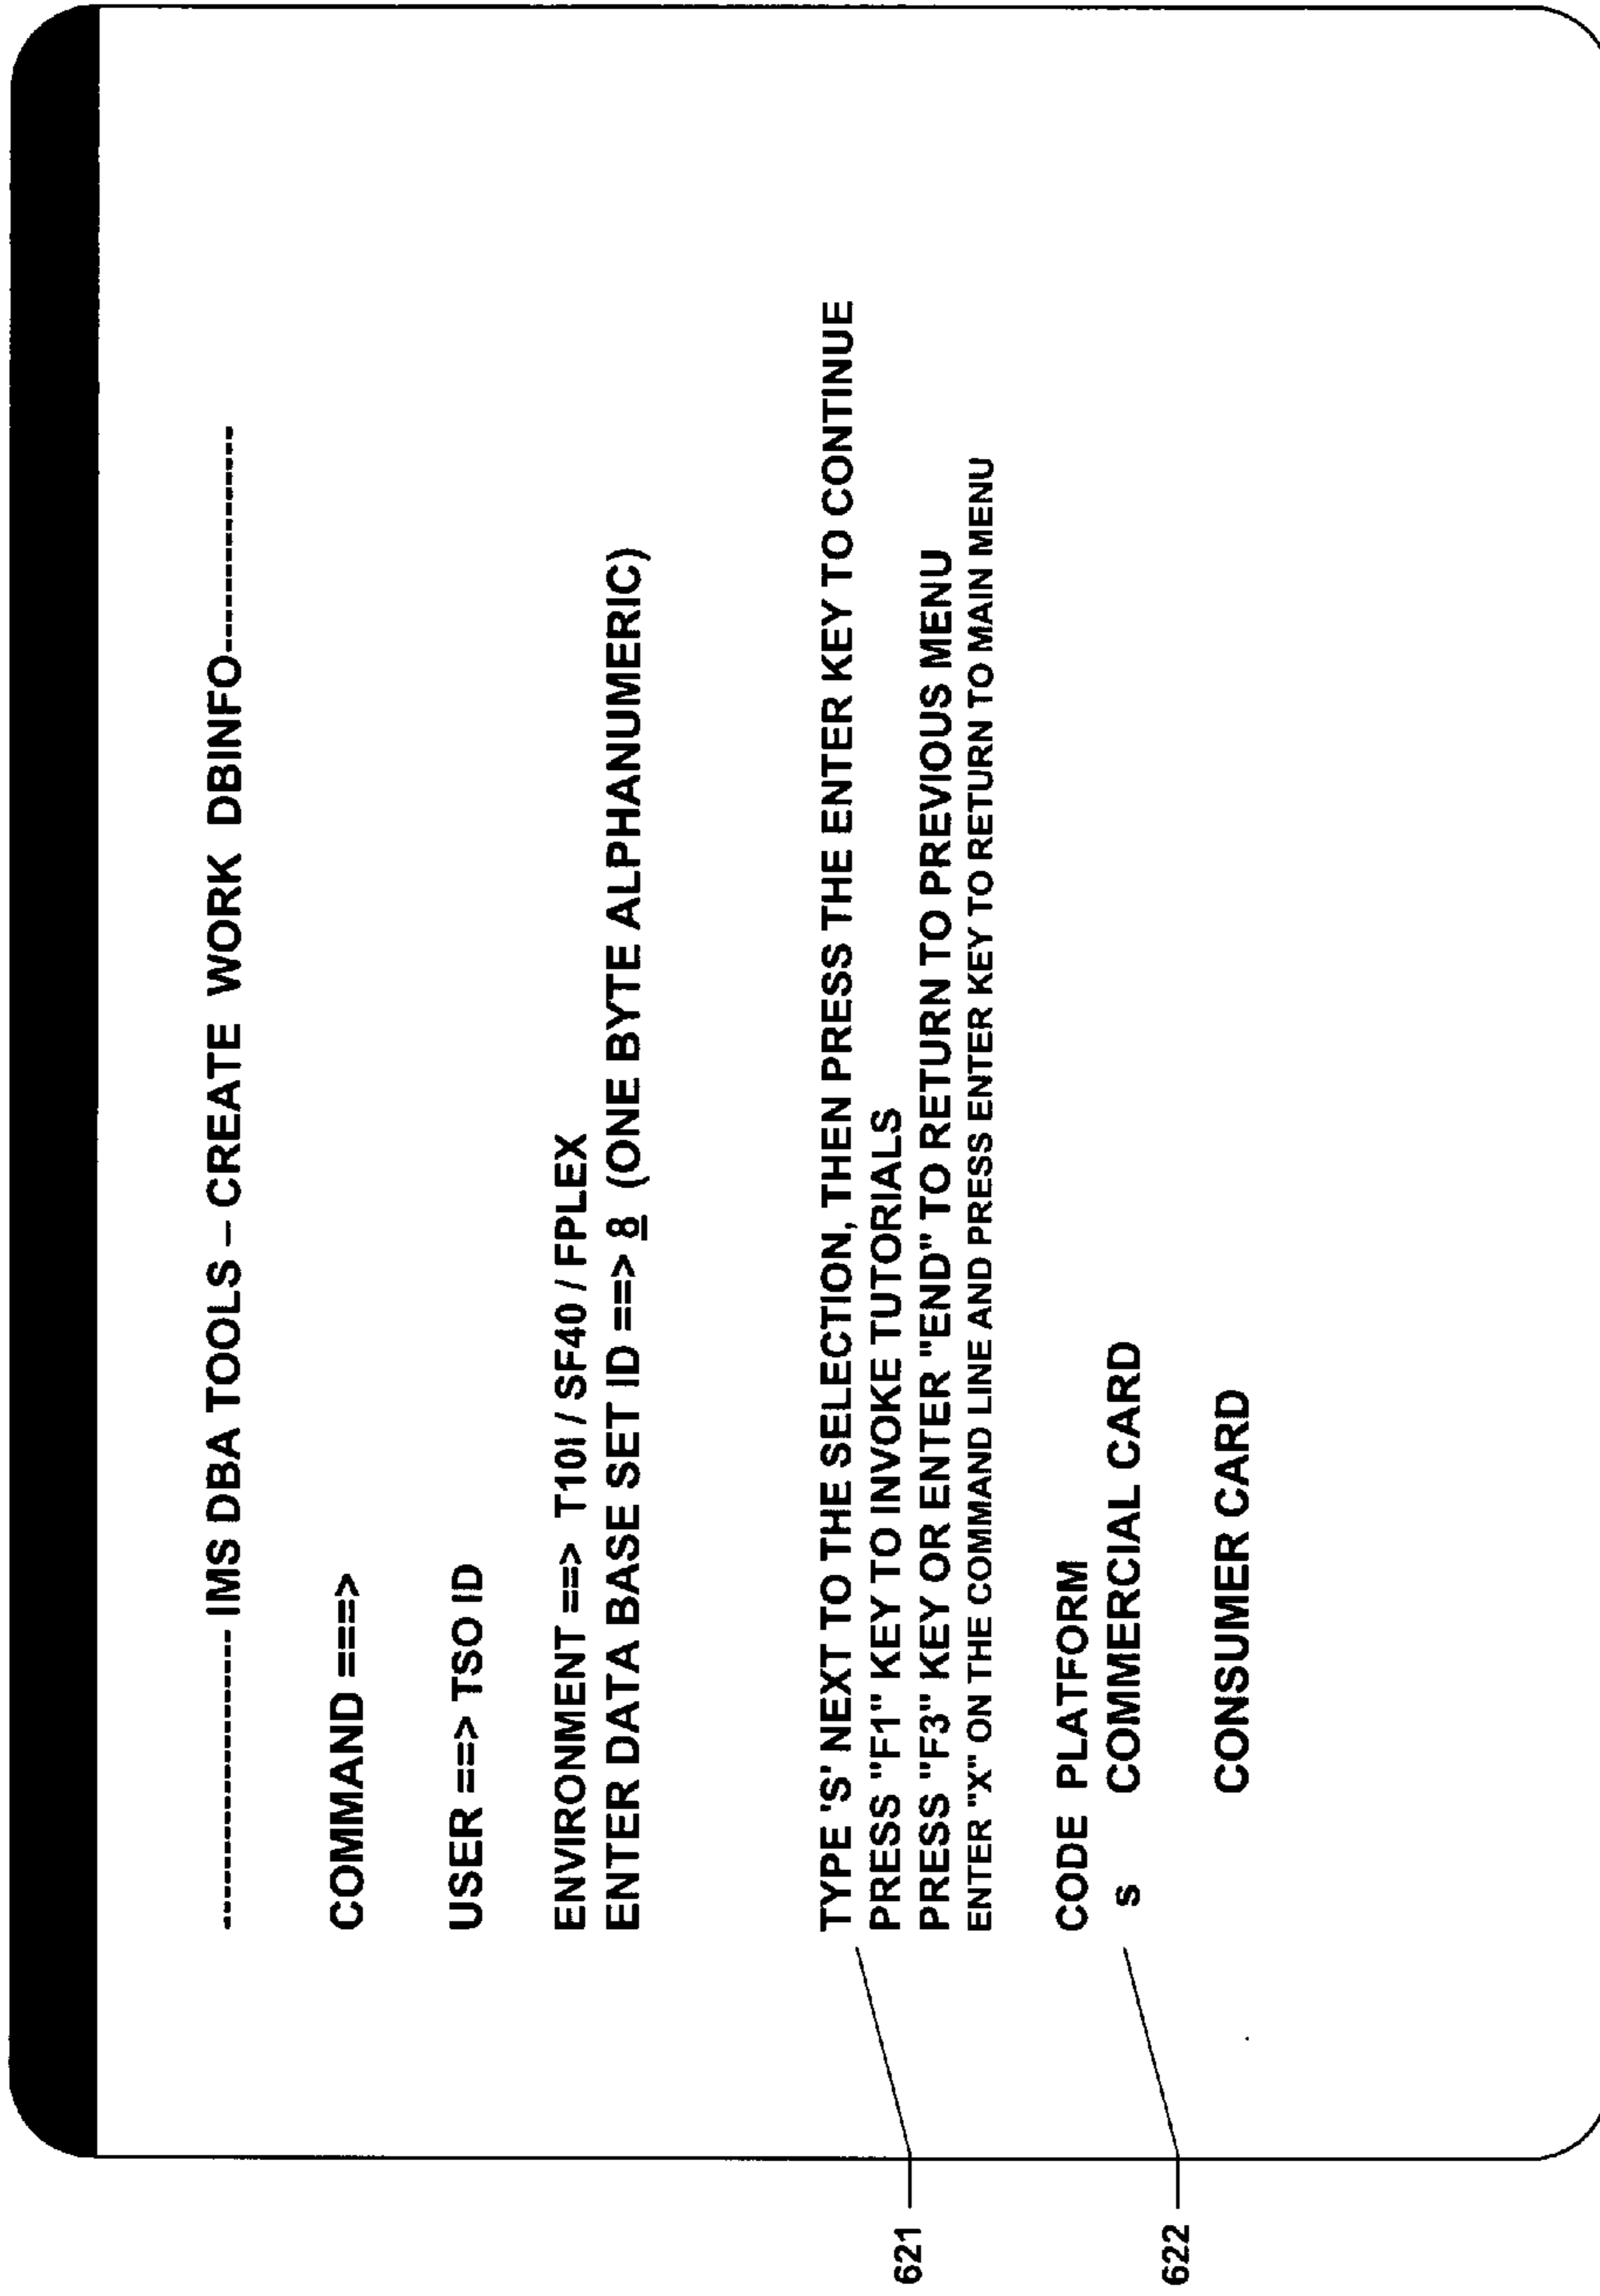 -------------------- IMS DBA TOOLS – CREATE WORK DBINFO---------------
COMMAND ====>
USER ==> TSO ID
ENVIRONMENT ==> T10I / SF40 / FPLEX
ENTER DATA BASE SET ID ==> 8 (ONE BYTE ALPHANUMERIC)
TYPE 'S' NEXT TO THE SELECTION, THEN PRESS THE ENTER KEY TO CONTINUE
PRESS "F1" KEY TO INVOKE TUTORIALS
PRESS "F3" KEY OR ENTER "END" TO RETURN TO PREVIOUS MENU
ENTER "X" ON THE COMMAND LINE AND PRESS ENTER KEY TO RETURN TO MAIN MENU
CODE PLATFORM
s COMMERCIAL CARD
CONSUMER CARD
621
622